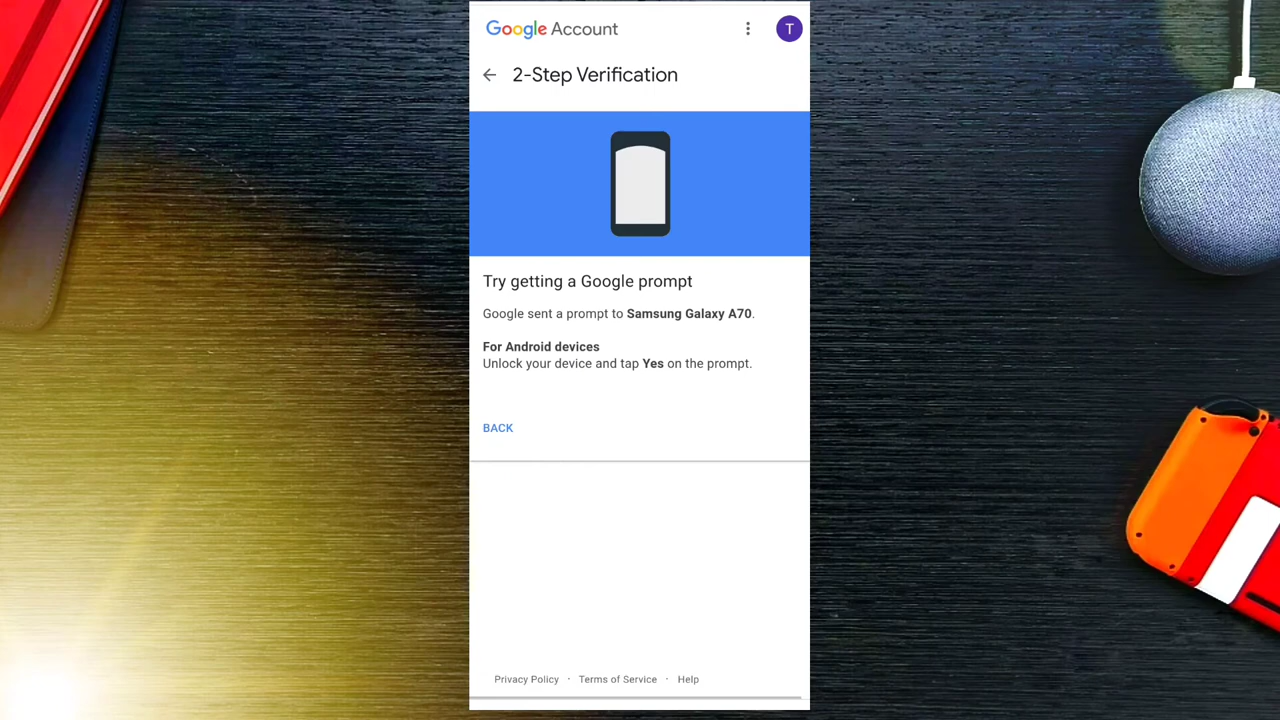 Google Account
T
2-Step Verification
Try getting a Google prompt
Google sent a prompt to Samsung Galaxy A70.
For Android devices
Unlock your device and tap Yes on the prompt.
BACK
Privacy Policy · Terms of Service · Help